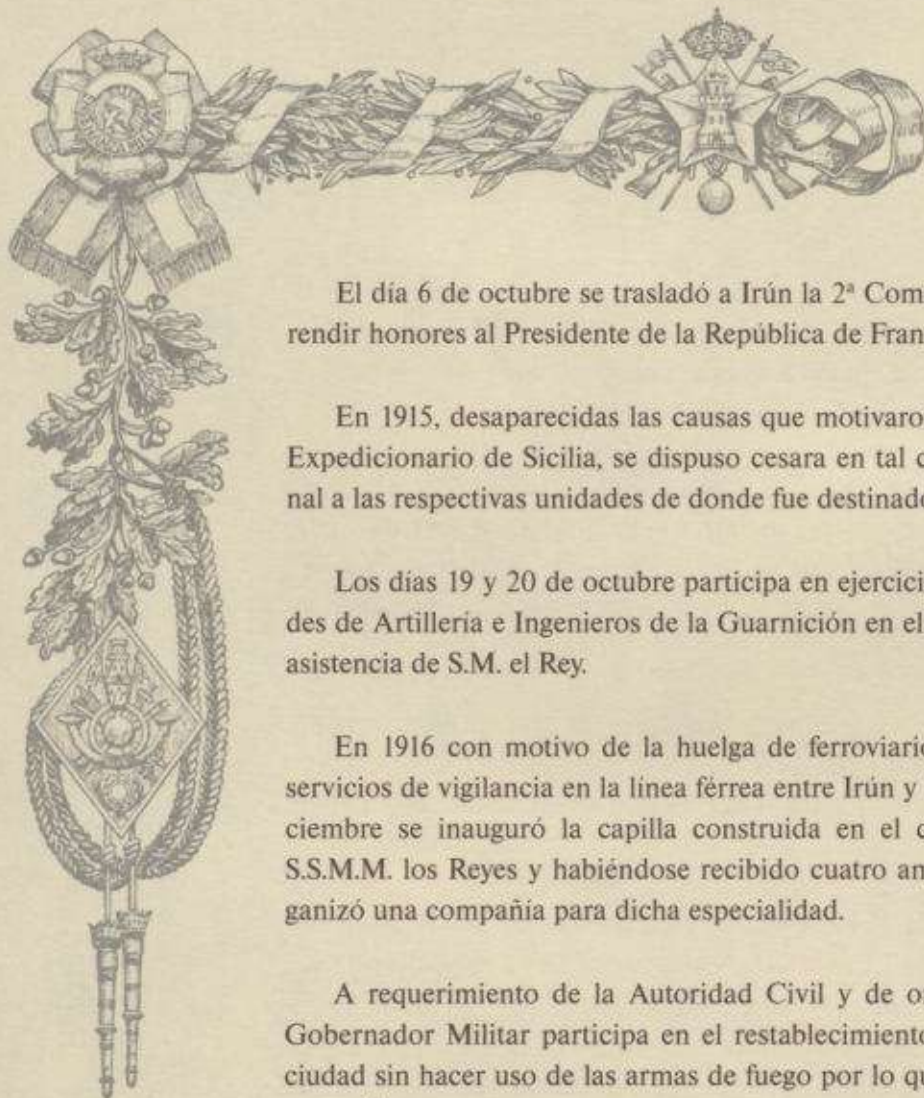 El día 6 de octubre se trasladó a Irún la 2ª Com
rendir honores al Presidente de la República de Fran
En 1915, desaparecidas las causas que motivaro
Expedicionario de Sicilia, se dispuso cesara en tal c
nal a las respectivas unidades de donde fue destinad
Los días 19 y 20 de octubre participa en ejercici
des de Artillería e Ingenieros de la Guarnición en el
asistencia de S.M. el Rey.
En 1916 con motivo de la huelga de ferroviario
servicios de vigilancia en la línea férrea entre Irún y
ciembre se inauguró la capilla construida en el c
S.S.M.M. los Reyes y habiéndose recibido cuatro an
ganizó una compañía para dicha especialidad.
A requerimiento de la Autoridad Civil y de o
Gobernador Militar participa en el restablecimiento
ciudad sin hacer uso de las armas de fuego por lo qu